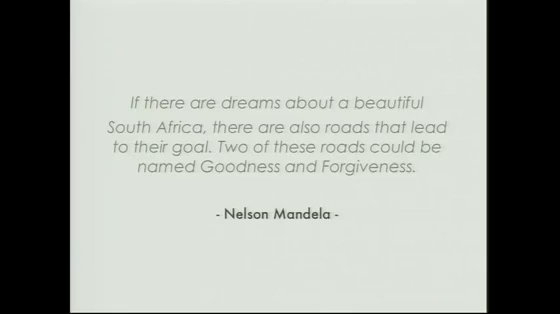 If there are dreams about a beautiful
South Africa, there are also roads that lead
to their goal. Two of these roads could be
named Goodness and Forgiveness.
- Nelson Mandela -